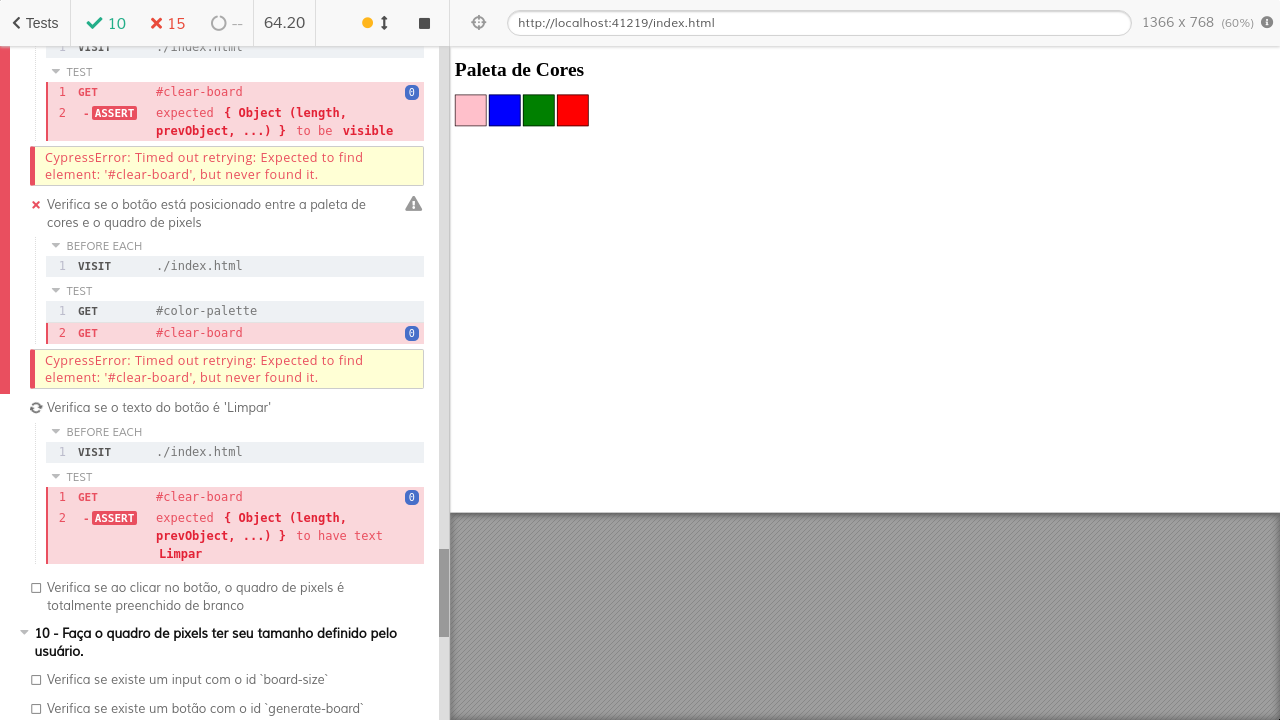 Tests
10
15
--
64.20
http://localhost:41219/index.html
1366 x 768 (60%)
1 VISIT ./index.html
TEST
1 GET #clear-board 0
2 -ASSERT expected { Object (length,
prevObject, ...) } to be visible
CypressError: Timed out retrying: Expected to find
element: '#clear-board', but never found it.
Verifica se o botão está posicionado entre a paleta de
cores e o quadro de pixels
BEFORE EACH
1 VISIT ./index.html
TEST
1 GET #color-palette
2 GET #clear-board 0
CypressError: Timed out retrying: Expected to find
element: '#clear-board', but never found it.
Verifica se o texto do botão é 'Limpar'
BEFORE EACH
1 VISIT ./index.html
TEST
1 GET #clear-board 0
2 -ASSERT expected { Object (length,
prevObject, ...) } to have text
Limpar
Verifica se ao clicar no botão, o quadro de pixels é
totalmente preenchido de branco
10 - Faça o quadro de pixels ter seu tamanho definido pelo
usuário.
Verifica se existe um input com o id `board-size`
Verifica se existe um botão com o id `generate-board`
Paleta de Cores